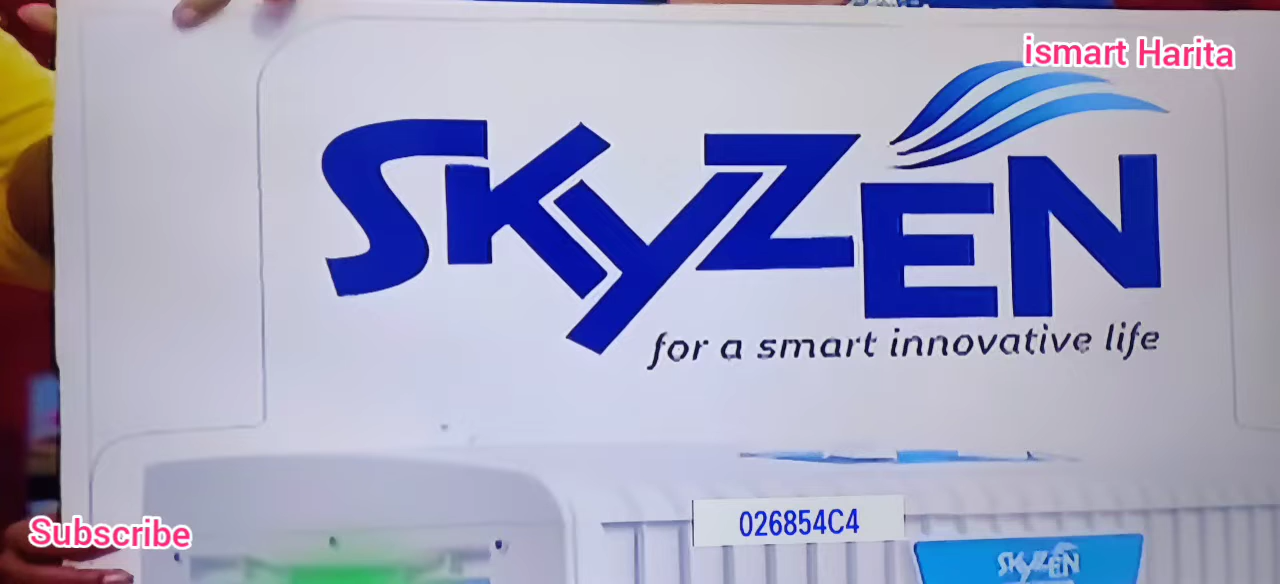 ismart Harita
SKYZEN
for a smart innovative life
Subscribe
026854C4
SKYZEN